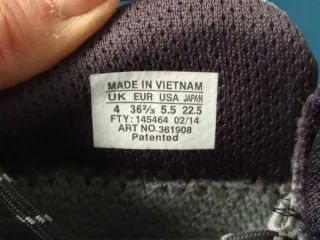 MADE IN VIETNAM
UK EUR USA JAPAN
4 36⅔ 5.5 22.5
FTY: 145464 02/14
ART NO.361908
Patented